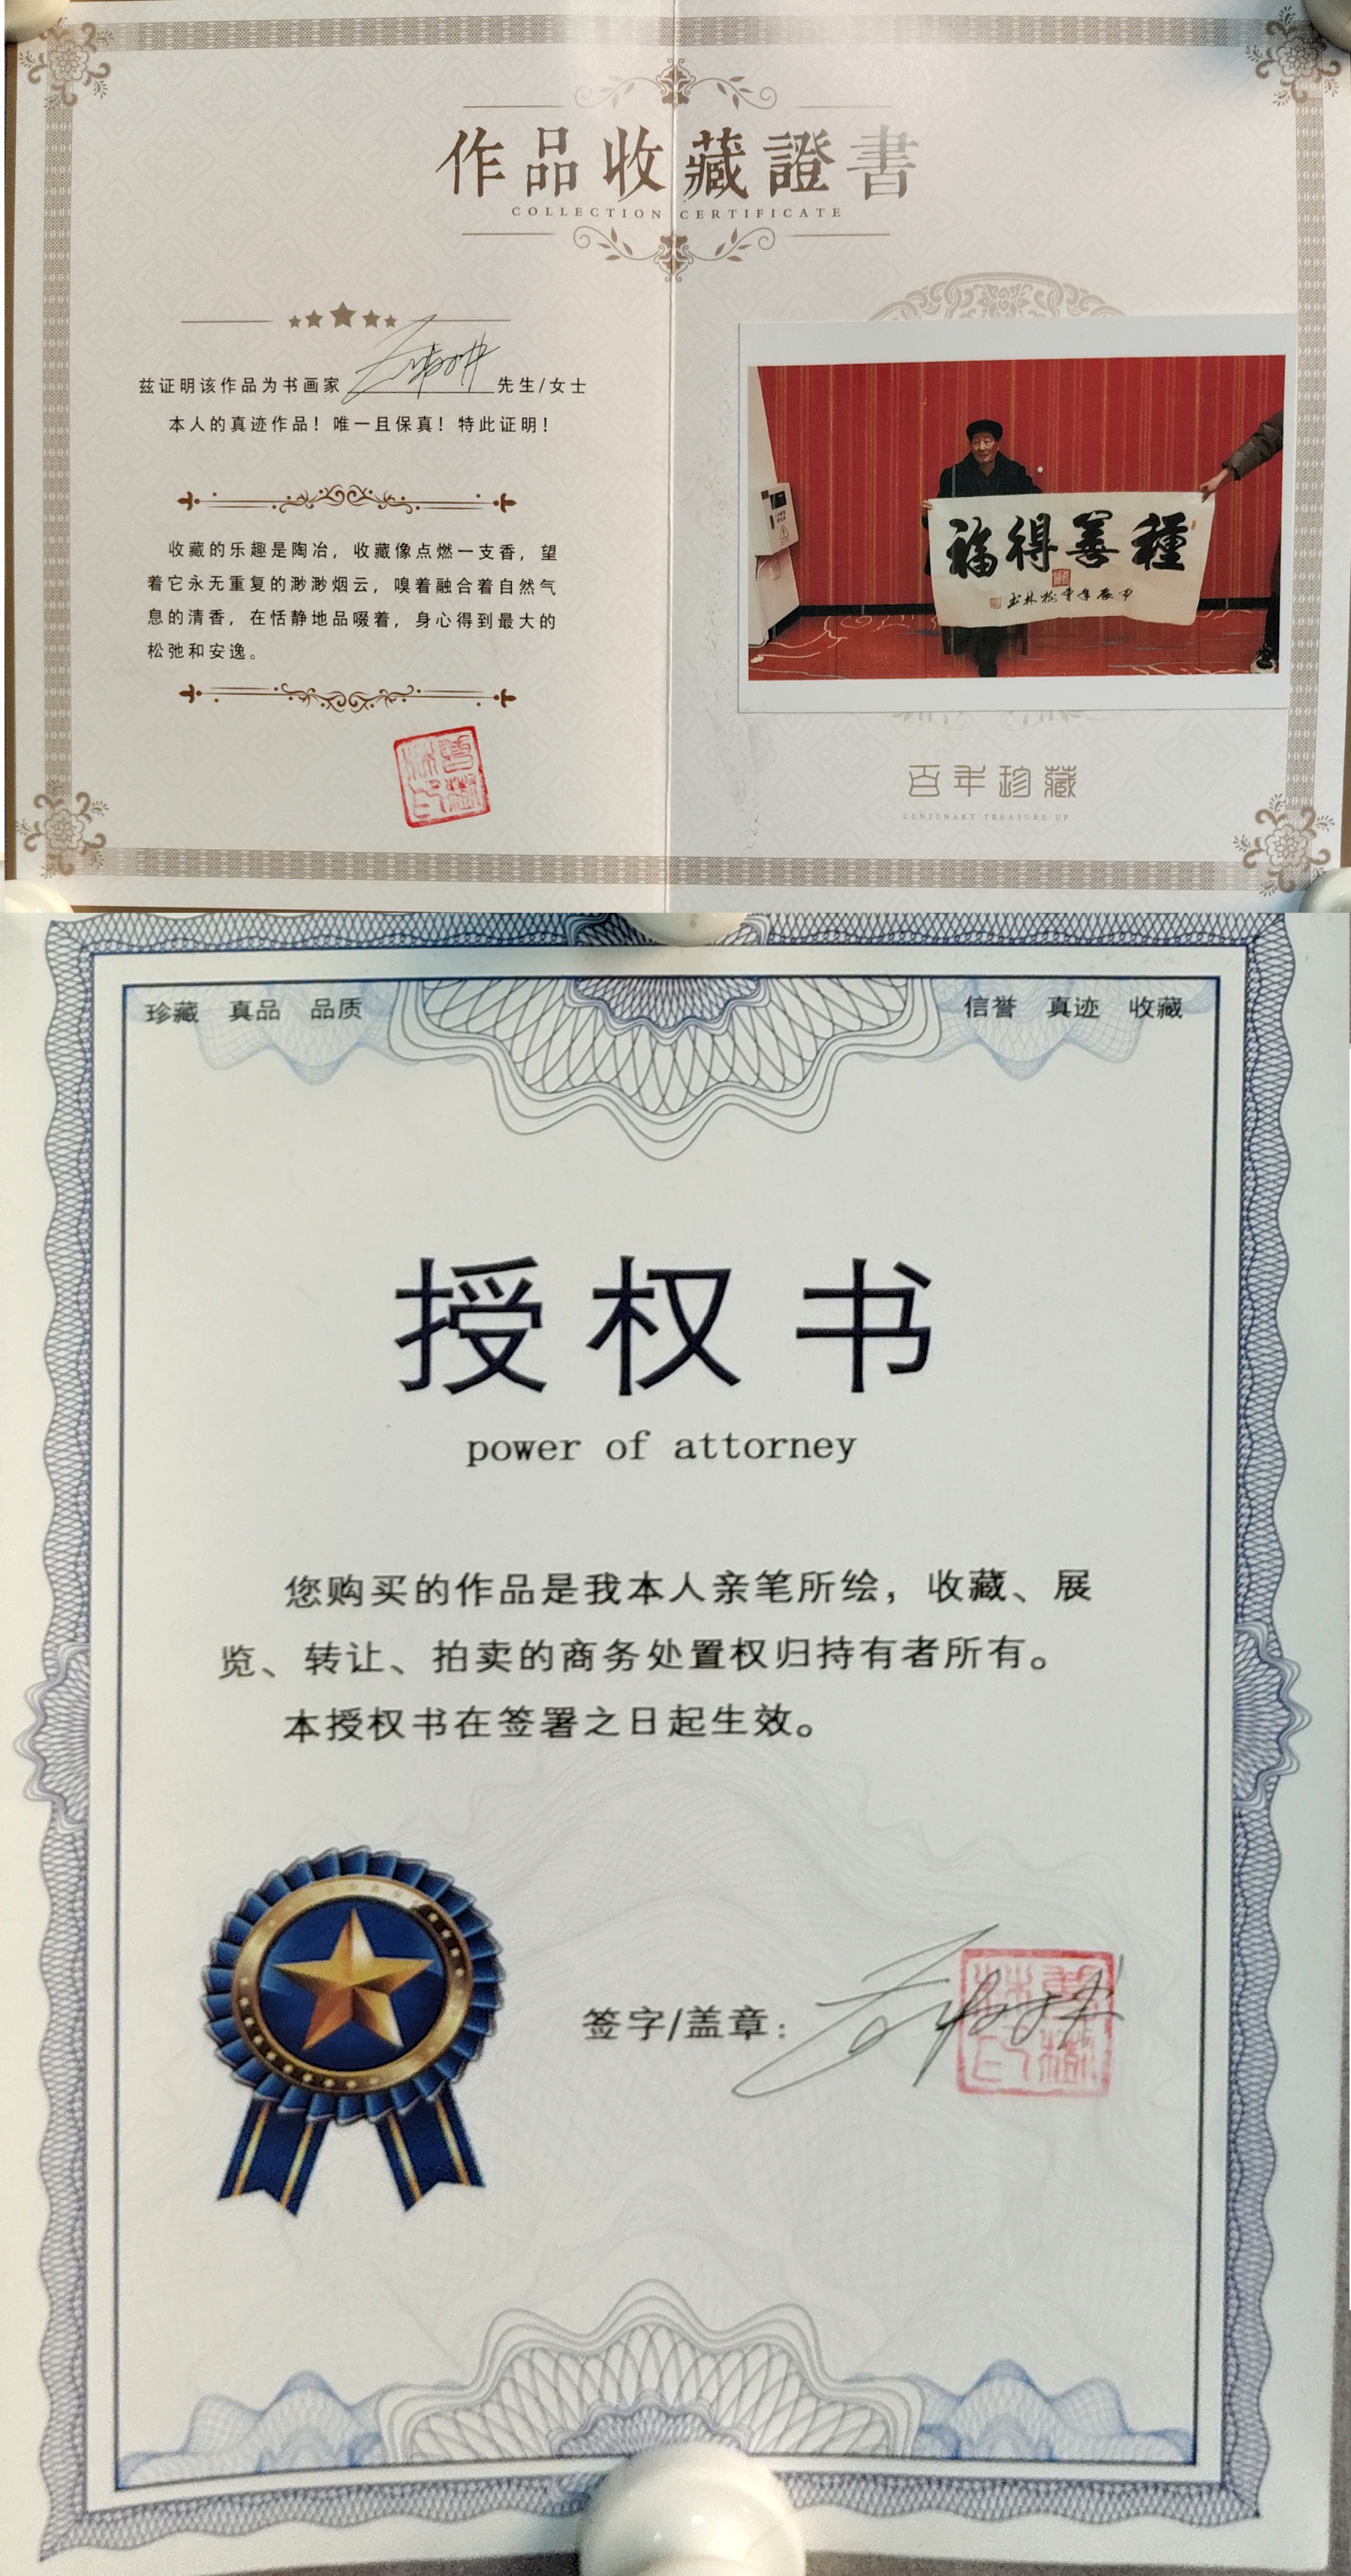 作品收藏證書
COLLECTION CERTIFICATE
兹证明该作品为书画家 先生/女士
本人的真迹作品！唯一且保真！特此证明！
收藏的乐趣是陶冶，收藏像点燃一支香，望
着它永无重复的渺渺烟云，嗅着融合着自然气
息的清香，在恬静地品啜着，身心得到最大的
松弛和安逸。
種善得福
百年珍藏
CENTENAKY TREASURE UP
珍藏 真品 品质
信誉 真迹 收藏
授权书
power of attorney
您购买的作品是我本人亲笔所绘，收藏、展
览、转让、拍卖的商务处置权归持有者所有。
本授权书在签署之日起生效。
签字/盖章：